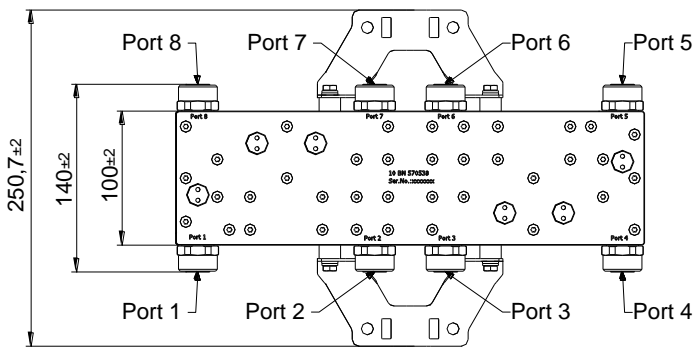 Port 8
Port 7
Port 6
Port 5
Port 8
Port 7
Port 6
Port 5
250,7±2
140±2
100±2
10 BN 570538
Ser.No.:xxxxxxx
Port 1
Port 2
Port 3
Port 4
Port 1
Port 2
Port 3
Port 4